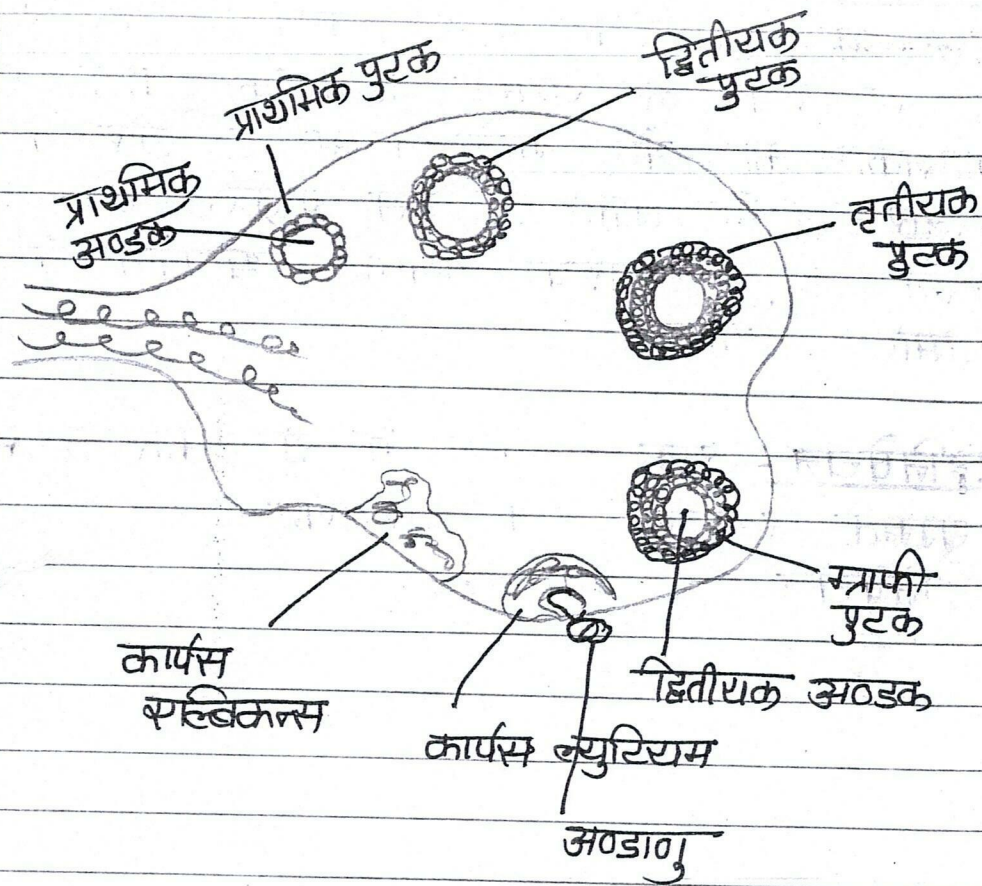 द्वितीयक
पुटक
प्राथमिक पुटक
प्राथमिक
अण्डक
तृतीयक
पुटक
ग्राफी
पुटक
द्वितीयक अण्डक
कार्पस
एल्बिकन्स
कार्पस ल्युटियम
अण्डाणु